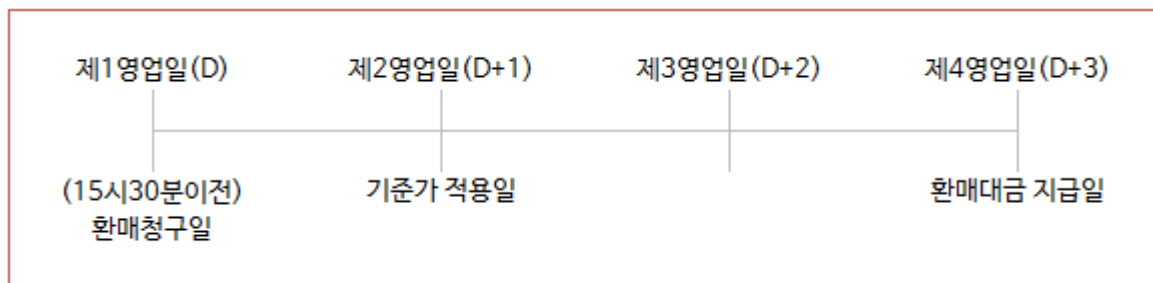 제1영업일(D) 제2영업일(D+1) 제3영업일(D+2) 제4영업일(D+3)
(15시30분이전) 기준가 적용일 환매대금 지급일
환매청구일